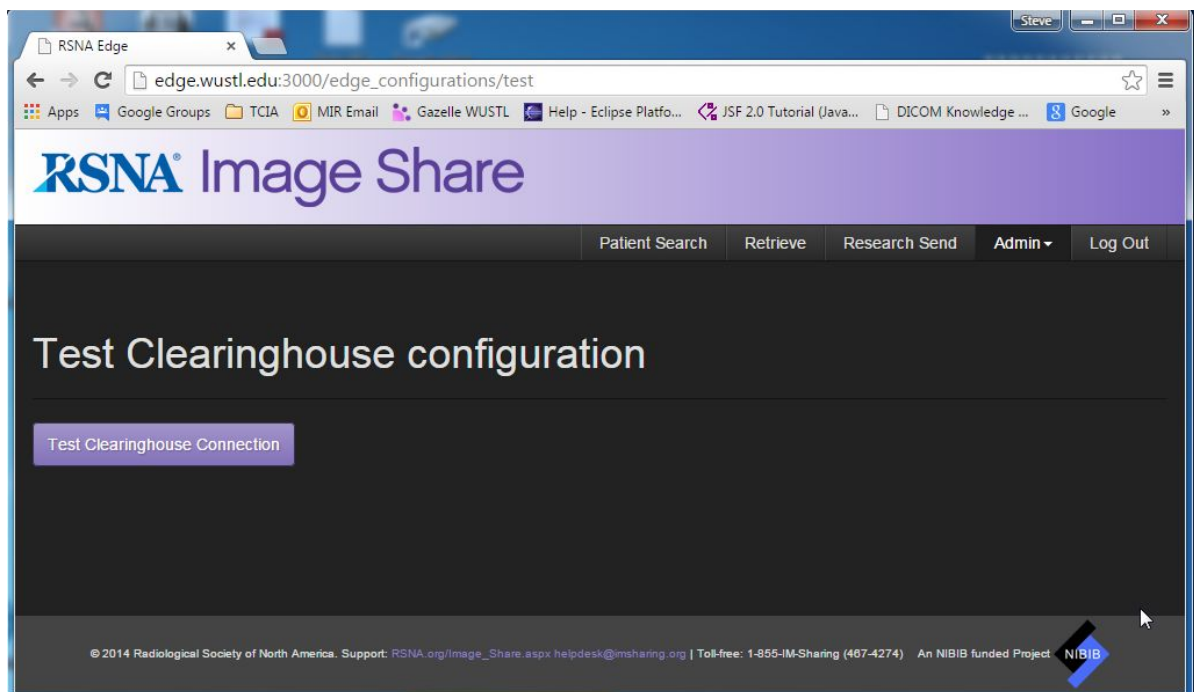 Steve
RSNA Edge
edge.wustl.edu:3000/edge_configurations/test
Apps Google Groups TCIA MIR Email Gazelle WUSTL Help - Eclipse Platfo... JSF 2.0 Tutorial (Java... DICOM Knowledge ... Google »
RSNA® Image Share
Patient Search Retrieve Research Send Admin Log Out
Test Clearinghouse configuration
Test Clearinghouse Connection
© 2014 Radiological Society of North America. Support: RSNA.org/Image_Share.aspx helpdesk@imsharing.org | Toll-free: 1-855-IM-Sharing (467-4274) An NIBIB funded Project NIBIB